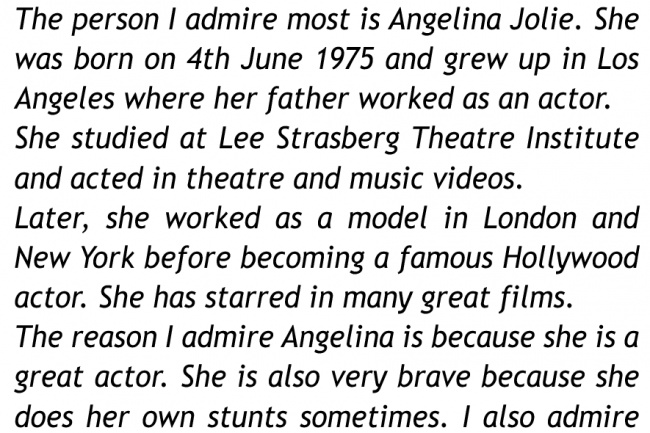 The person I admire most is Angelina Jolie. She
was born on 4th June 1975 and grew up in Los
Angeles where her father worked as an actor.
She studied at Lee Strasberg Theatre Institute
and acted in theatre and music videos.
Later, she worked as a model in London and
New York before becoming a famous Hollywood
actor. She has starred in many great films.
The reason I admire Angelina is because she is a
great actor. She is also very brave because she
does her own stunts sometimes. I also admire